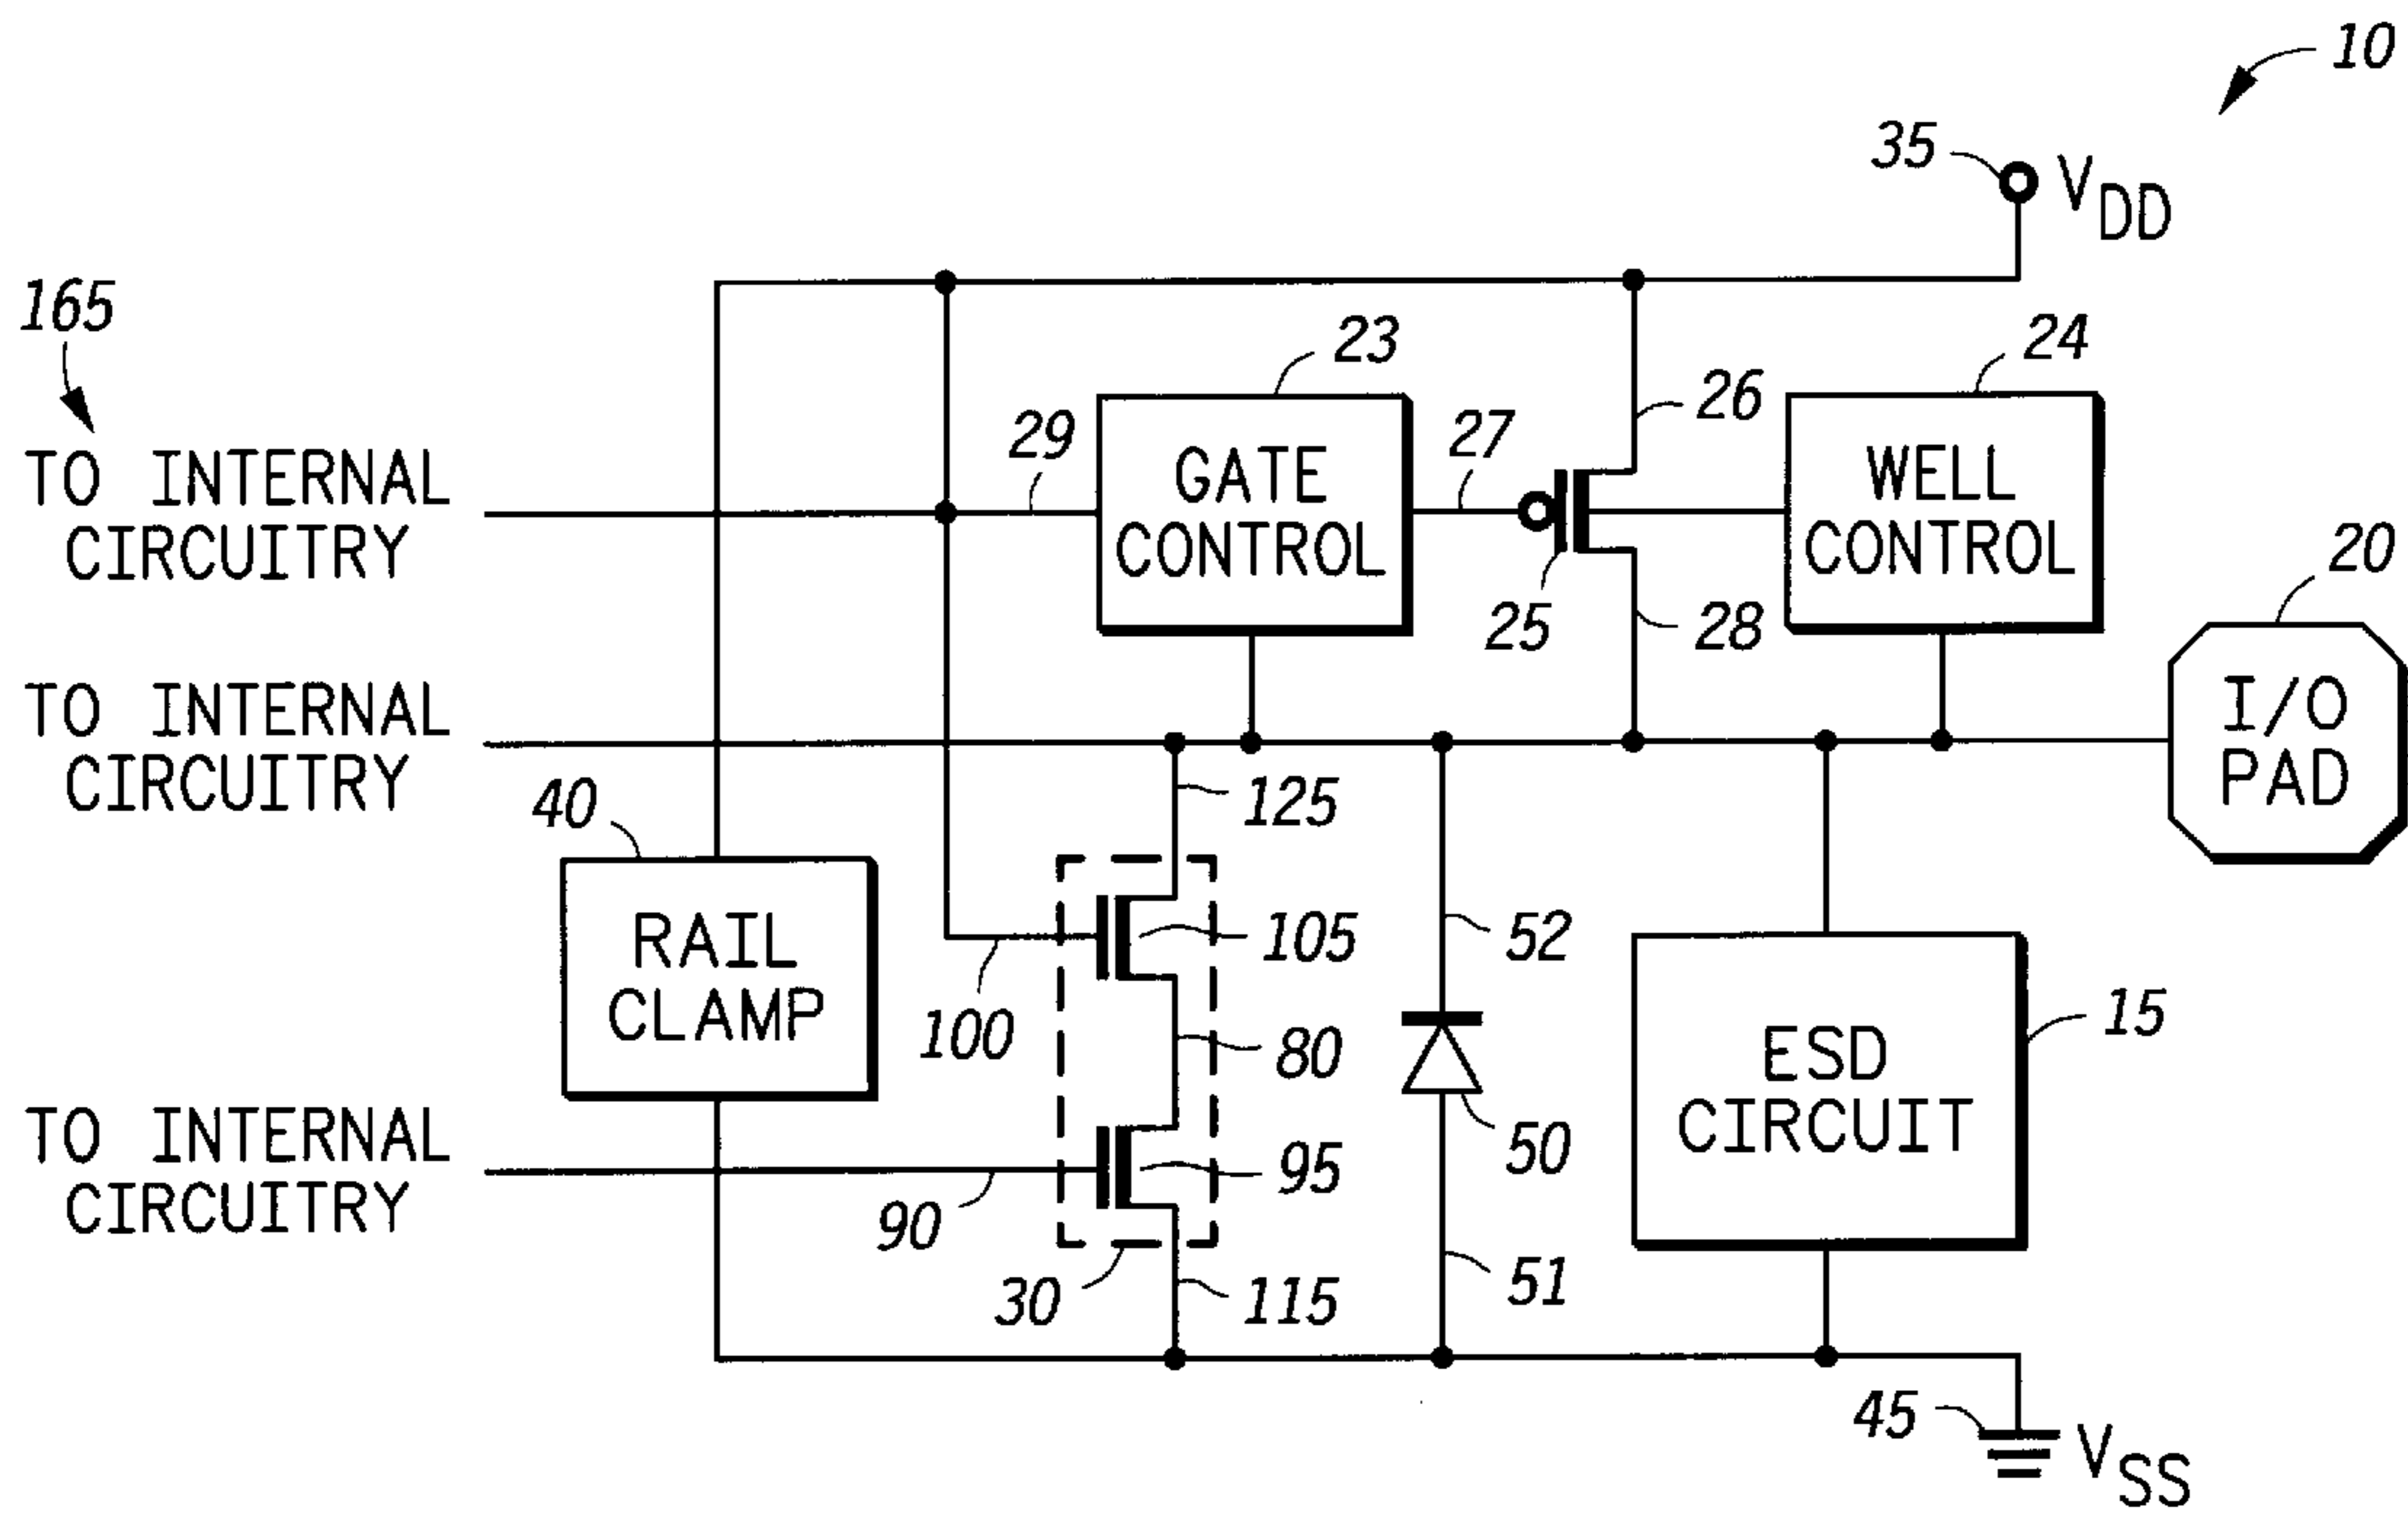 10
35
VDD
165
23
24
29
27
26
TO INTERNAL
CIRCUITRY
GATE
CONTROL
WELL
CONTROL
25
28
20
TO INTERNAL
CIRCUITRY
I/O
PAD
40
125
RAIL
CLAMP
105
52
100
80
ESD
CIRCUIT
15
TO INTERNAL
CIRCUITRY
95
50
90
30
115
51
45
VSS